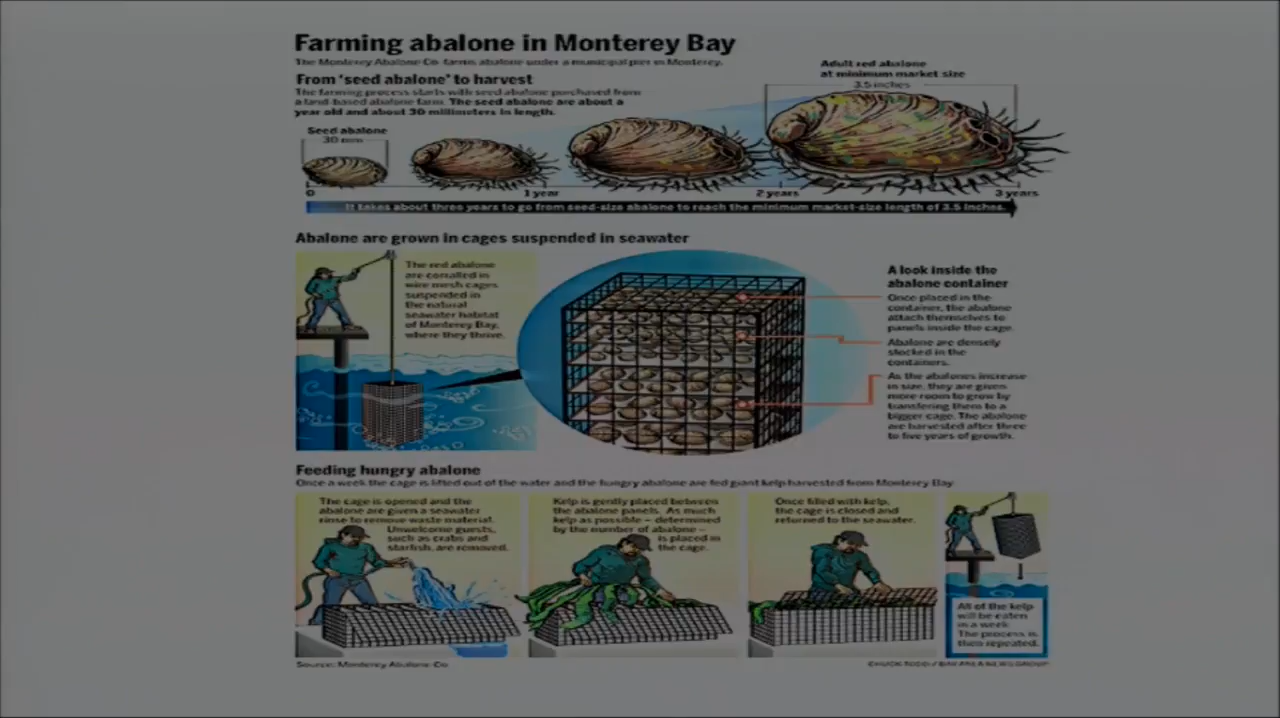 Farming abalone in Monterey Bay
The Monterey Abalone Co. farms abalone under a municipal pier in Monterey.
From ‘seed abalone’ to harvest
The farming process starts with seed abalone purchased from
a land-based abalone farm. The seed abalone are about a
year old and about 30 millimeters in length.
Adult red abalone
at minimum market size
3.5 inches
Seed abalone
30 mm
0
1 year
2 years
3 years
It takes about three years to go from seed-size abalone to reach the minimum market-size length of 3.5 inches.
Abalone are grown in cages suspended in seawater
The red abalone
are corralled in
wire mesh cages
suspended in
the natural
seawater habitat
of Monterey Bay,
where they thrive.
A look inside the
abalone container
Once placed in the
container, the abalone
attach themselves to
panels inside the cage.
Abalone are densely
stocked in the
containers.
As the abalones increase
in size, they are given
more room to grow by
transfering them to a
bigger cage. The abalone
are harvested after three
to five years of growth.
Feeding hungry abalone
Once a week the cage is lifted out of the water and the hungry abalone are fed giant kelp harvested from Monterey Bay
The cage is opened and the
abalone are given a seawater
rinse to remove waste material.
Unwelcome guests,
such as crabs and
starfish, are removed.
Kelp is gently placed between
the abalone panels. As much
kelp as possible – determined
by the number of abalone –
is placed in
the cage.
Once filled with kelp,
the cage is closed and
returned to the seawater.
All of the kelp
will be eaten
in a week.
The process is
then repeated.
Source: Monterey Abalone Co.
CHUCK TODD / BAY AREA NEWS GROUP